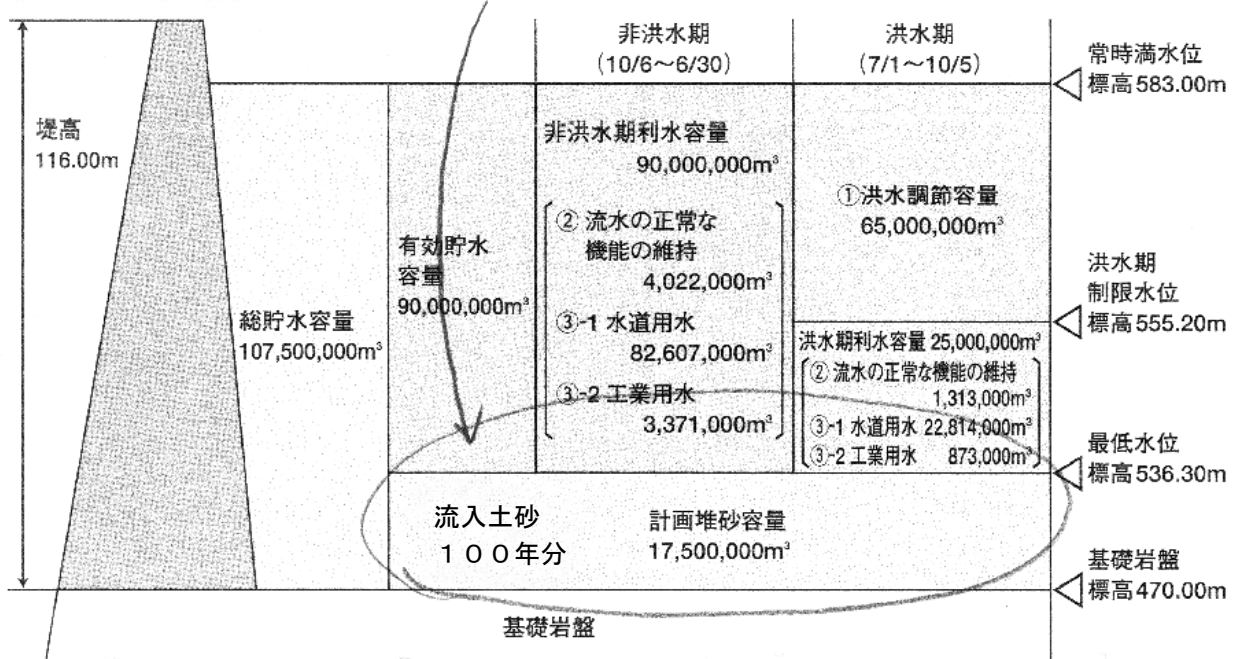 堤高
116.00m
総貯水容量
107,500,000m³
有効貯水
容量
90,000,000m³
非洪水期
(10/6～6/30)
非洪水期利水容量
90,000,000m³
② 流水の正常な
機能の維持
4,022,000m³
③-1 水道用水
82,607,000m³
③-2 工業用水
3,371,000m³
洪水期
(7/1～10/5)
①洪水調節容量
65,000,000m³
洪水期利水容量 25,000,000m³
② 流水の正常な機能の維持
1,313,000m³
③-1 水道用水 22,814,000m³
③-2 工業用水 873,000m³
流入土砂
１００年分
計画堆砂容量
17,500,000m³
基礎岩盤
常時満水位
標高583.00m
洪水期
制限水位
標高555.20m
最低水位
標高536.30m
基礎岩盤
標高470.00m